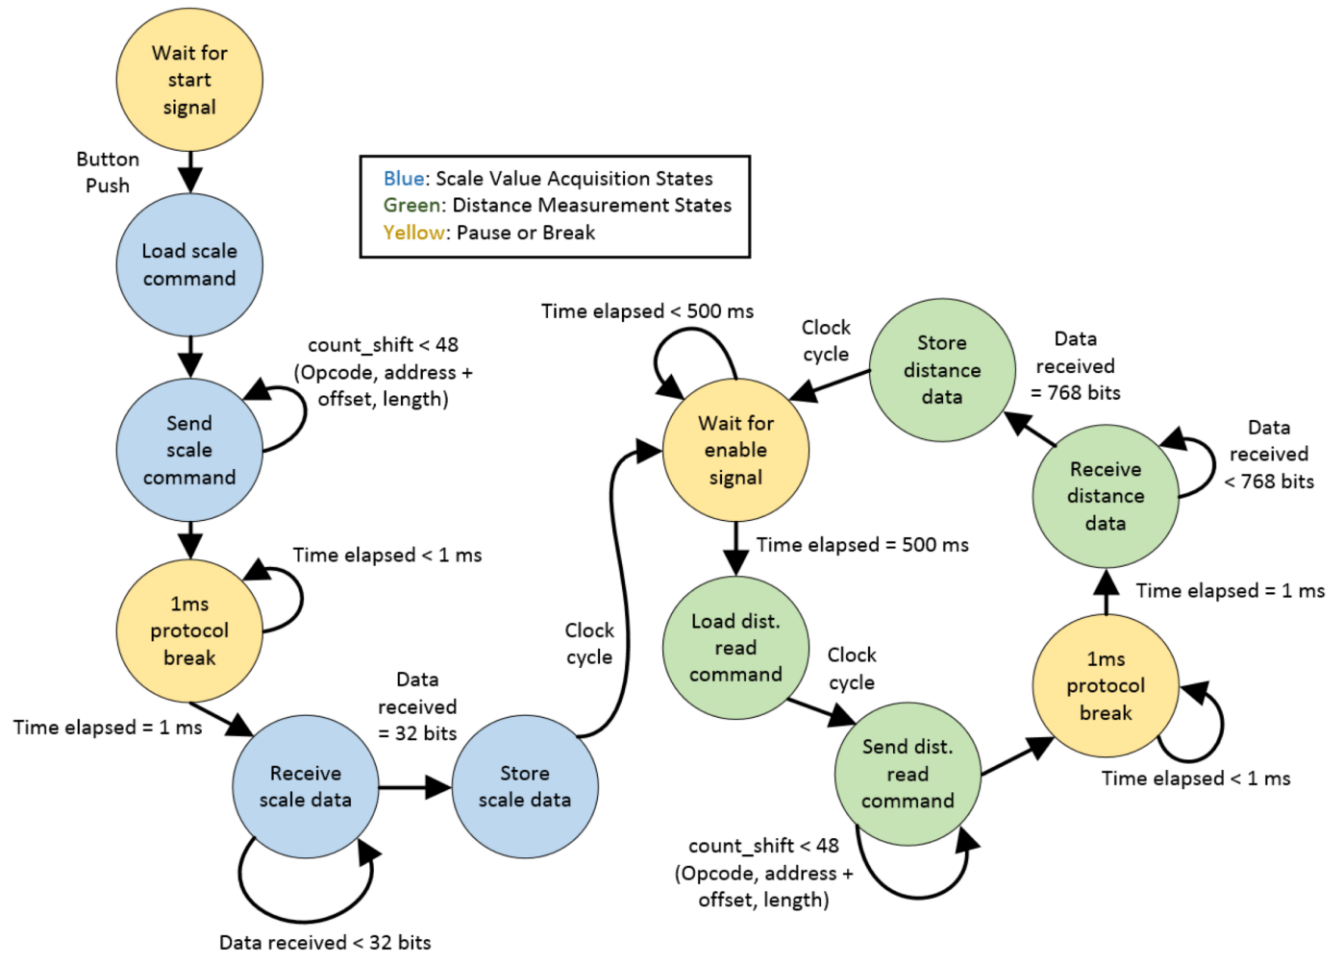 Wait for
start
signal
Button
Push
Load scale
command
count_shift < 48
(Opcode, address +
offset, length)
Send
scale
command
Time elapsed < 1 ms
1ms
protocol
break
Time elapsed = 1 ms
Receive
scale data
Data received < 32 bits
Data
received
= 32 bits
Store
scale data
Clock
cycle
Blue: Scale Value Acquisition States
Green: Distance Measurement States
Yellow: Pause or Break
Time elapsed < 500 ms
Wait for
enable
signal
Time elapsed = 500 ms
Load dist.
read
command
Clock
cycle
Send dist.
read
command
count_shift < 48
(Opcode, address +
offset, length)
1ms
protocol
break
Time elapsed < 1 ms
Time elapsed = 1 ms
Receive
distance
data
Data
received
< 768 bits
Data
received
= 768 bits
Store
distance
data
Clock
cycle